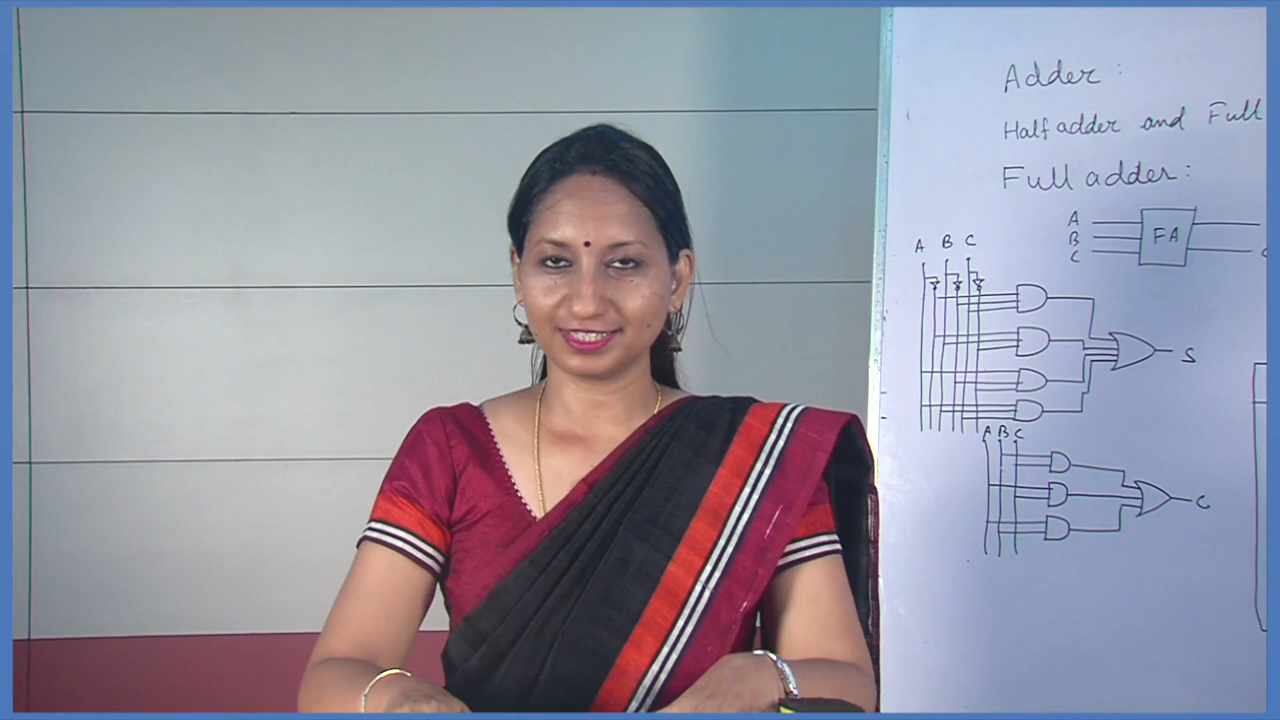 Adder:
Half adder and Full
Full adder:
A
B
C
FA
A B C
S
A B C
C